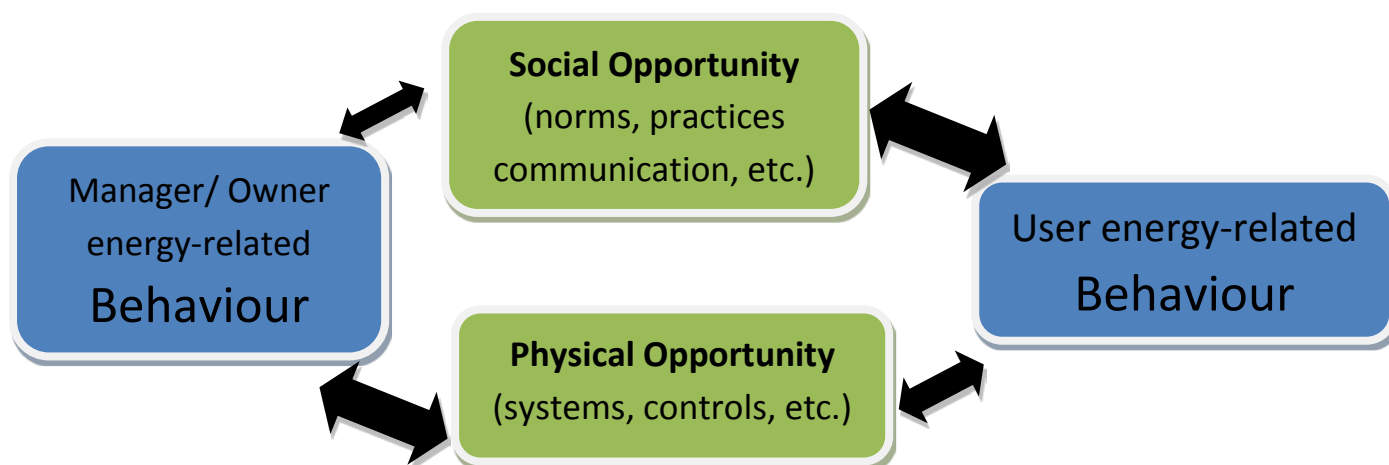 Social Opportunity
(norms, practices
communication, etc.)
Manager/ Owner
energy-related
Behaviour
User energy-related
Behaviour
Physical Opportunity
(systems, controls, etc.)